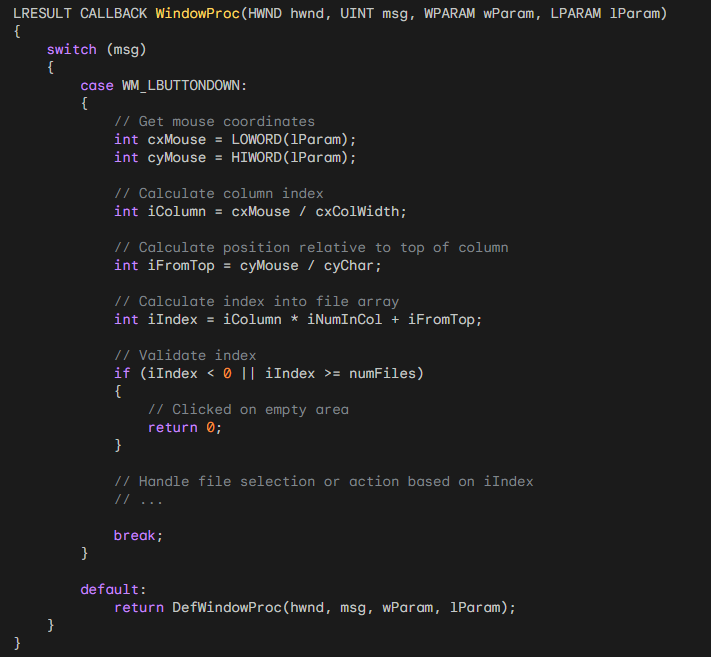 LRESULT CALLBACK WindowProc(HWND hwnd, UINT msg, WPARAM wParam, LPARAM lParam)
{
    switch (msg)
    {
        case WM_LBUTTONDOWN:
        {
            // Get mouse coordinates
            int cxMouse = LOWORD(lParam);
            int cyMouse = HIWORD(lParam);

            // Calculate column index
            int iColumn = cxMouse / cxColWidth;

            // Calculate position relative to top of column
            int iFromTop = cyMouse / cyChar;

            // Calculate index into file array
            int iIndex = iColumn * iNumInCol + iFromTop;

            // Validate index
            if (iIndex < 0 || iIndex >= numFiles)
            {
                // Clicked on empty area
                return 0;
            }

            // Handle file selection or action based on iIndex
            // ...

            break;
        }

        default:
            return DefWindowProc(hwnd, msg, wParam, lParam);
    }
}